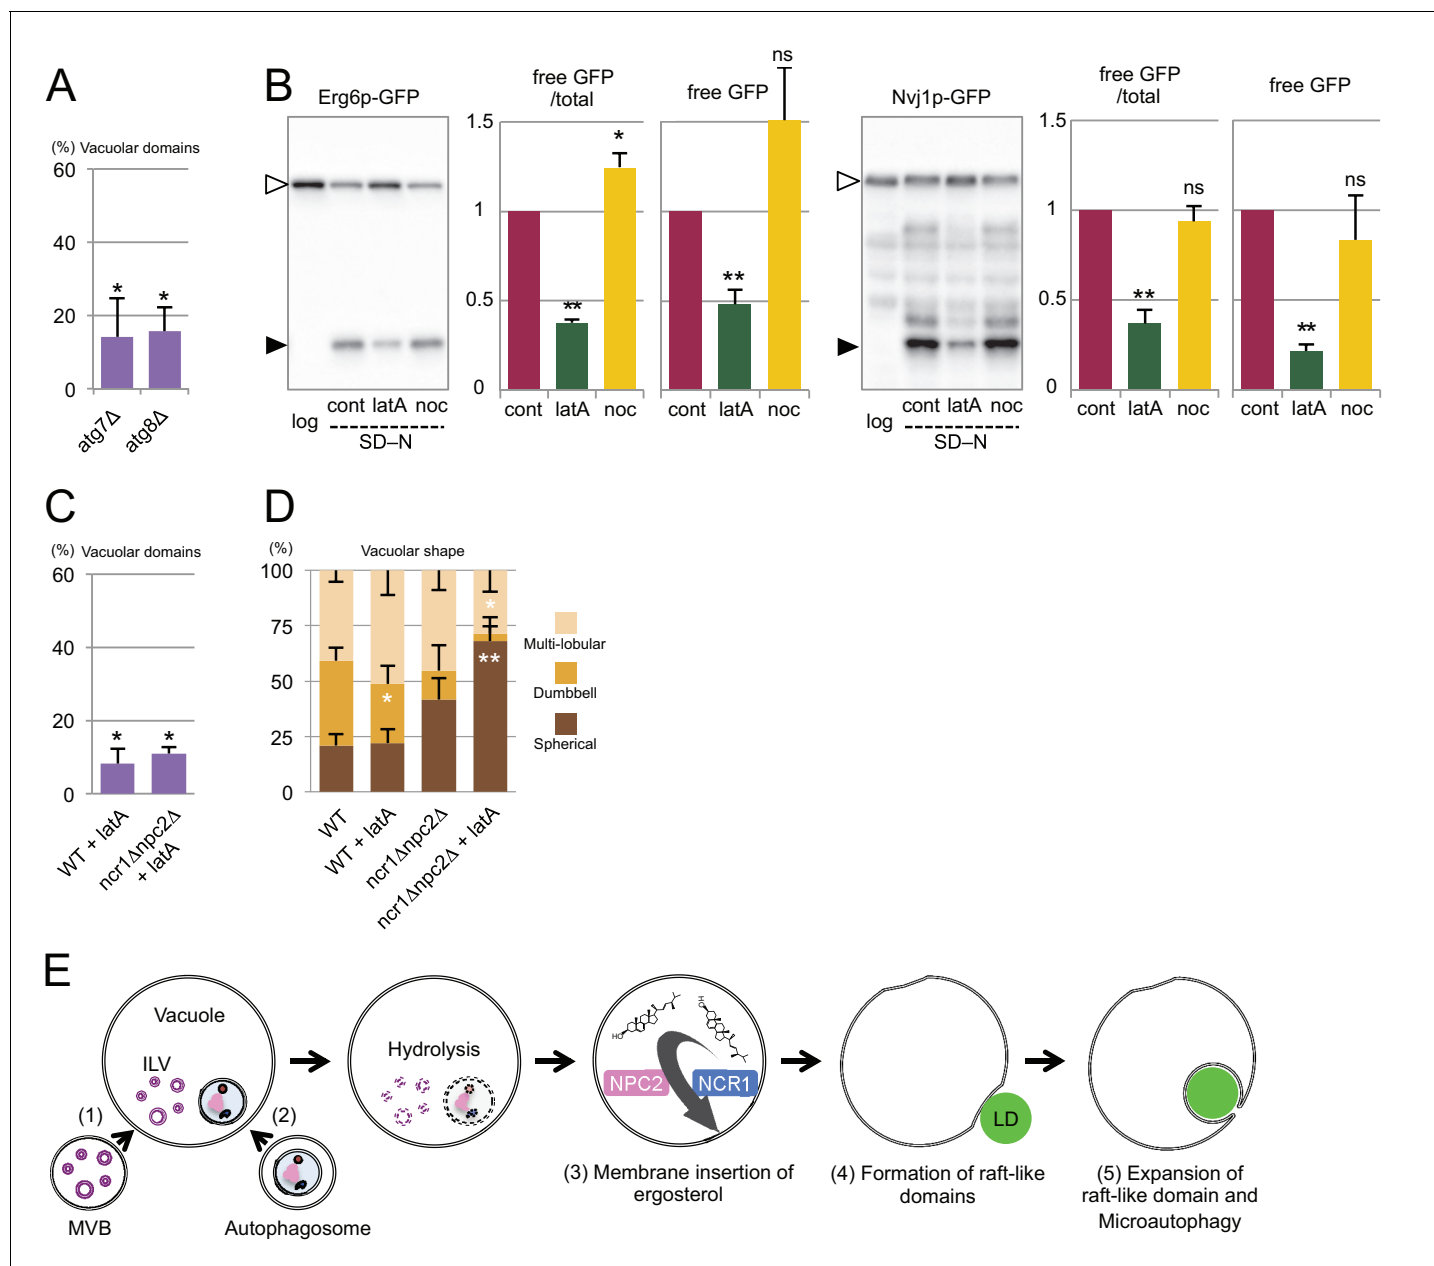 A
(%) Vacuolar domains
60
40
20
0
*
*
atg7Δ
atg8Δ
B
Erg6p-GFP
log
cont latA noc
SD–N
free GFP
/total
1.5
1
0.5
0
**
*
cont latA noc
free GFP
**
ns
cont latA noc
Nvj1p-GFP
log
cont latA noc
SD–N
free GFP
/total
1.5
1
0.5
0
**
ns
cont latA noc
free GFP
**
ns
cont latA noc
C
(%) Vacuolar domains
60
40
20
0
*
*
WT + latA
ncr1Δnpc2Δ
+ latA
D
(%)
Vacuolar shape
100
75
50
25
0
*
*
**
WT
WT + latA
ncr1Δnpc2Δ
ncr1Δnpc2Δ + latA
Multi-lobular
Dumbbell
Spherical
E
Vacuole
ILV
(1)
(2)
MVB
Autophagosome
Hydrolysis
HO
HO
NPC2
NCR1
(3) Membrane insertion of
ergosterol
LD
(4) Formation of raft-like
domains
(5) Expansion of
raft-like domain and
Microautophagy